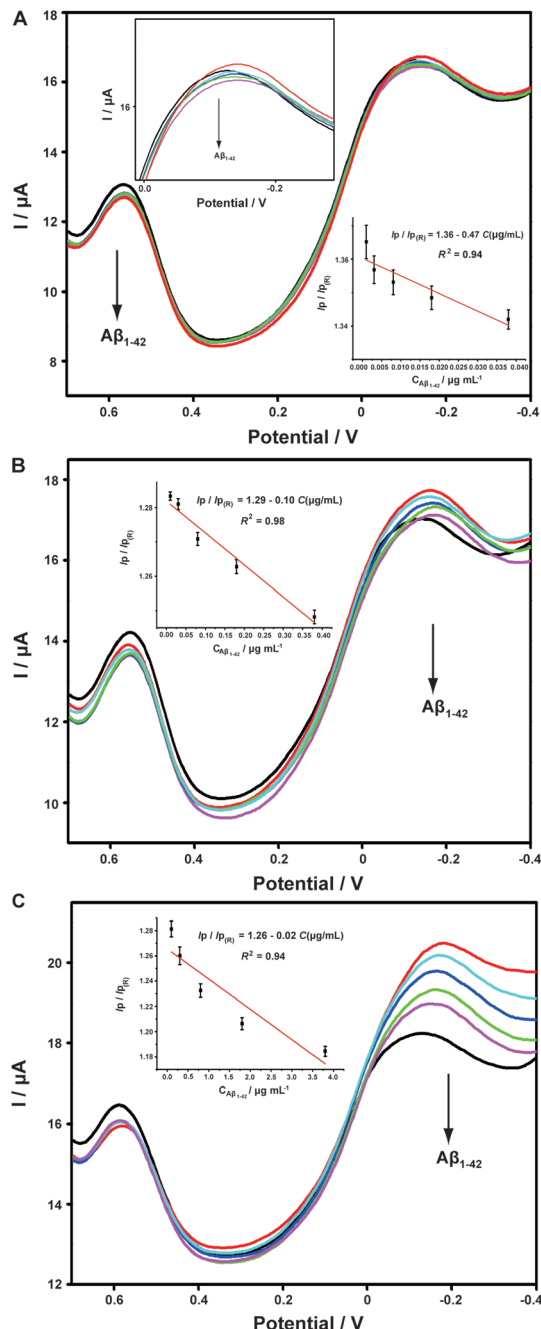 A
I / µA
16
14
12
10
8
0.6
0.4
0.2
0
-0.2
-0.4
Potential / V
Aβ1-42
I / µA
16
0.0
-0.2
Potential / V
Aβ1-42
Ip / Ip(R) = 1.36 - 0.47 C(µg/mL)
R² = 0.94
Ip / Ip(R)
1.36
1.34
0.000 0.005 0.010 0.015 0.020 0.025 0.030 0.035 0.040
CAβ1-42 / µg mL-1
B
I / µA
18
16
14
12
10
0.6
0.4
0.2
0
-0.2
-0.4
Potential / V
Aβ1-42
Ip / Ip(R) = 1.29 - 0.10 C(µg/mL)
R² = 0.98
Ip / Ip(R)
1.28
1.26
0.00 0.05 0.10 0.15 0.20 0.25 0.30 0.35 0.40
CAβ1-42 / µg mL-1
C
I / µA
20
18
16
14
12
0.6
0.4
0.2
0
-0.2
-0.4
Potential / V
Aβ1-42
Ip / Ip(R) = 1.26 - 0.02 C(µg/mL)
R² = 0.94
Ip / Ip(R)
1.28
1.26
1.24
1.22
1.20
1.18
0.0 0.5 1.0 1.5 2.0 2.5 3.0 3.5 4.0
CAβ1-42 / µg mL-1